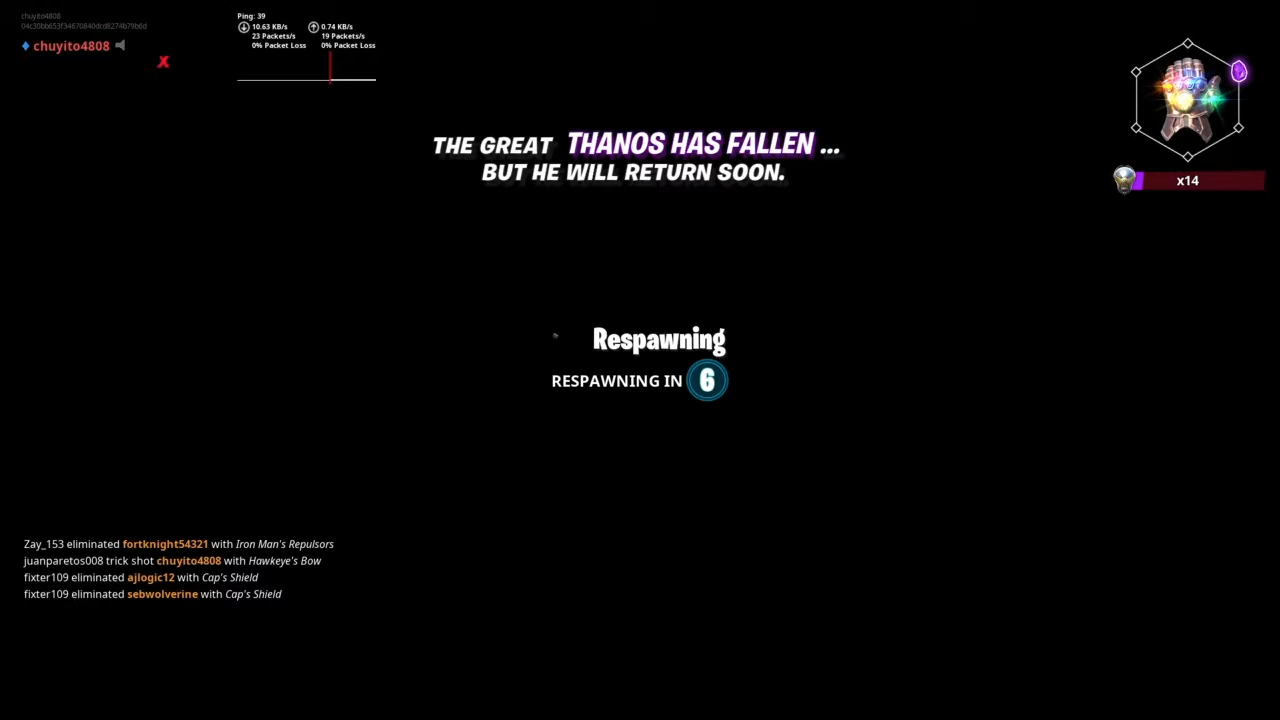 chuyito4808
chuyito4808
Ping: 39
10.63 KB/s 0.74 KB/s
23 Packets/s 19 Packets/s
0% Packet Loss 0% Packet Loss
X
THE GREAT THANOS HAS FALLEN ...
BUT HE WILL RETURN SOON.
x14
Respawning
RESPAWNING IN 6
Zay_153 eliminated fortknight54321 with Iron Man's Repulsors
juanparetos008 trick shot chuyito4808 with Hawkeye's Bow
fixter109 eliminated ajlogic12 with Cap's Shield
fixter109 eliminated sebwolverine with Cap's Shield